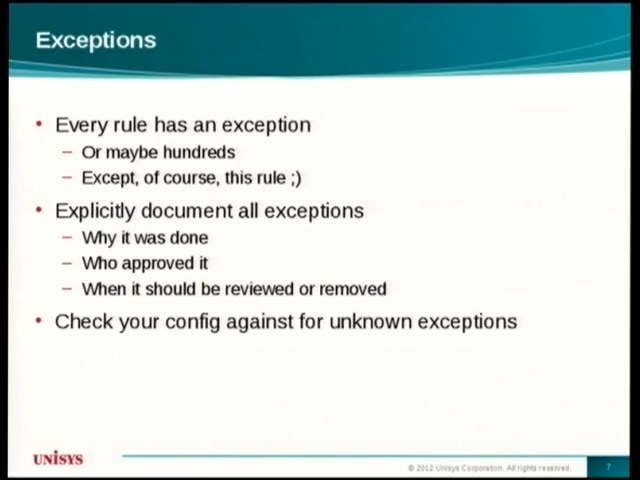 Exceptions
• Every rule has an exception
– Or maybe hundreds
– Except, of course, this rule ;)
• Explicitly document all exceptions
– Why it was done
– Who approved it
– When it should be reviewed or removed
• Check your config against for unknown exceptions
UNISYS
© 2012 Unisys Corporation. All rights reserved.
7